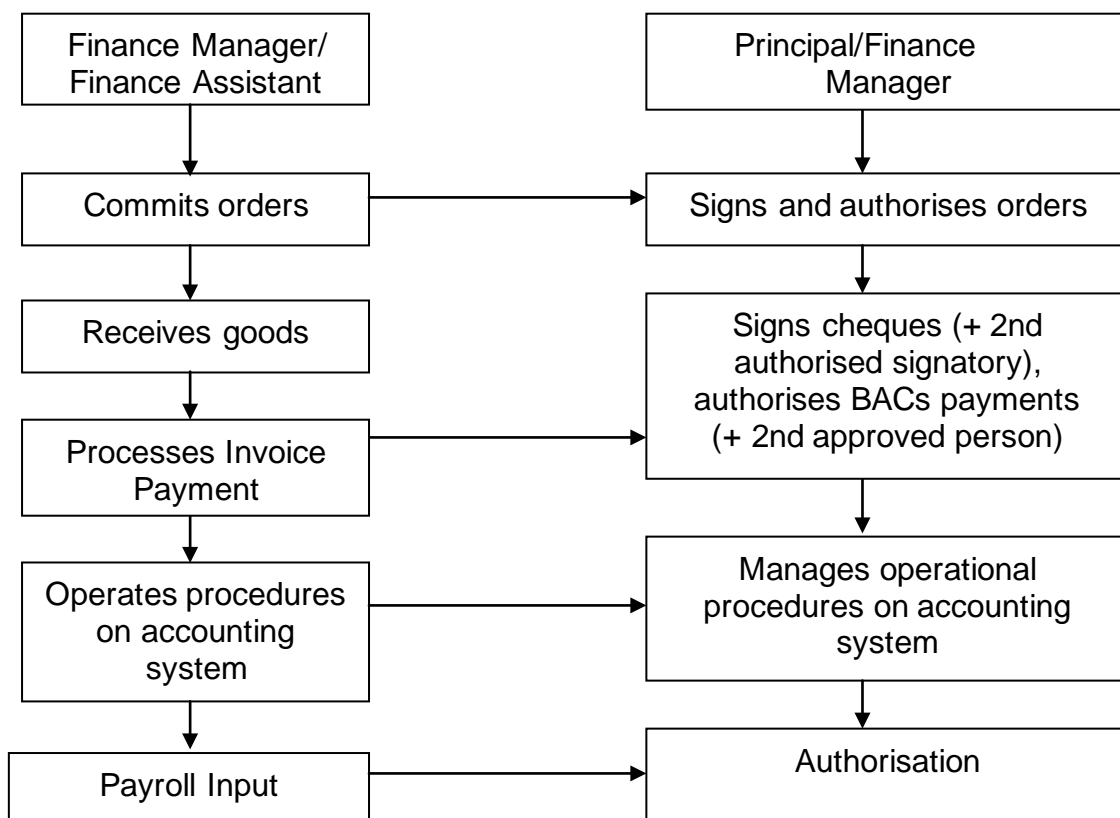 Finance Manager/
Finance Assistant
Principal/Finance
Manager
Commits orders
Signs and authorises orders
Receives goods
Signs cheques (+ 2nd
authorised signatory),
authorises BACs payments
(+ 2nd approved person)
Processes Invoice
Payment
Operates procedures
on accounting
system
Manages operational
procedures on accounting
system
Payroll Input
Authorisation